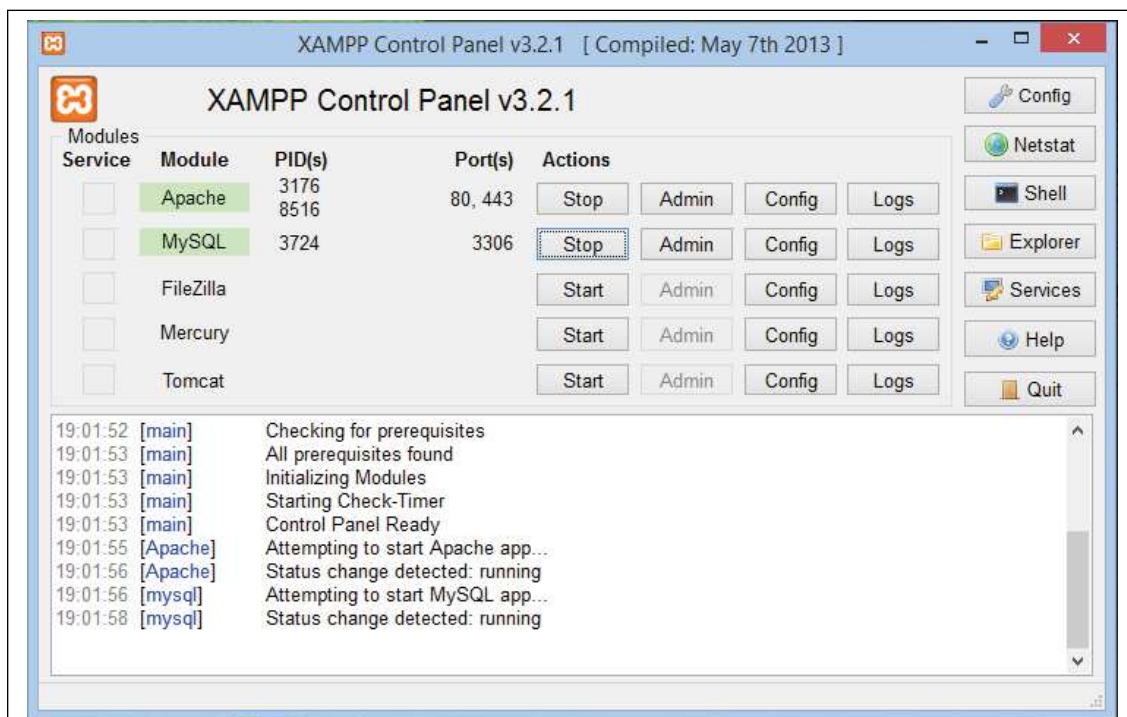 XAMPP Control Panel v3.2.1 [ Compiled: May 7th 2013 ]
XAMPP Control Panel v3.2.1
Config
Modules
Netstat
Service Module PID(s) Port(s) Actions
Apache 3176 8516 80, 443 Stop Admin Config Logs
Shell
MySQL 3724 3306 Stop Admin Config Logs
Explorer
FileZilla Start Admin Config Logs
Services
Mercury Start Admin Config Logs
Help
Tomcat Start Admin Config Logs
Quit
19:01:52 [main] Checking for prerequisites
19:01:53 [main] All prerequisites found
19:01:53 [main] Initializing Modules
19:01:53 [main] Starting Check-Timer
19:01:53 [main] Control Panel Ready
19:01:55 [Apache] Attempting to start Apache app...
19:01:56 [Apache] Status change detected: running
19:01:56 [mysql] Attempting to start MySQL app...
19:01:58 [mysql] Status change detected: running